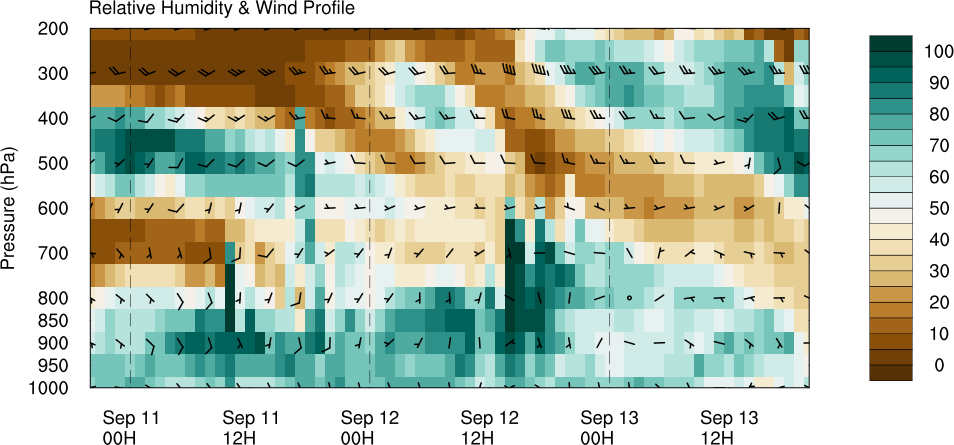 Relative Humidity & Wind Profile
Pressure (hPa)
200
300
400
500
600
700
800
850
900
950
1000
Sep 11 00H
Sep 11 12H
Sep 12 00H
Sep 12 12H
Sep 13 00H
Sep 13 12H
100
90
80
70
60
50
40
30
20
10
0